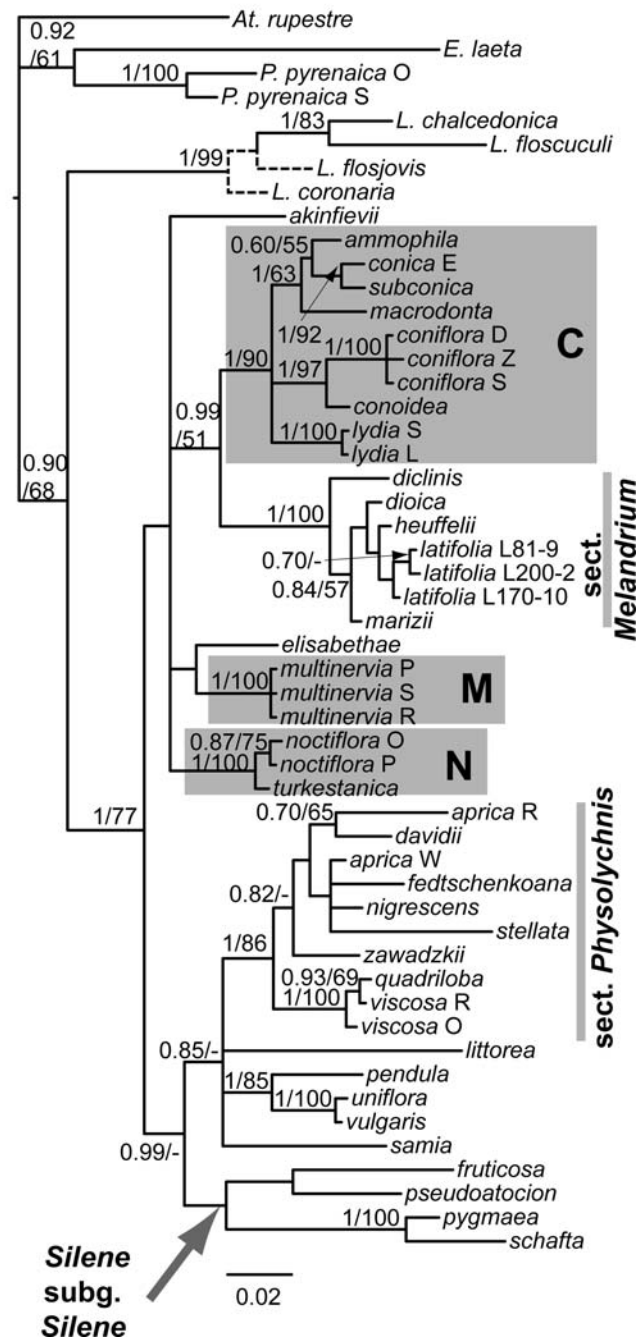 At. rupestre
0.92
/61
E. laeta
1/100
P. pyrenaica O
P. pyrenaica S
1/83
L. chalcedonica
L. floscuculi
1/99
L. flosjovis
L. coronaria
akinfievii
0.60/55
ammophila
1/63
conica E
subconica
macrodonta
1/92
1/100
coniflora D
C
1/90
1/97
coniflora Z
coniflora S
conoidea
0.99
/51
1/100
lydia S
lydia L
diclinis
1/100
dioica
heuffelii
0.70/-
latifolia L81-9
latifolia L200-2
0.84/57
latifolia L170-10
marizii
sect.
Melandrium
0.90
/68
elisabethae
1/100
multinervia P
multinervia S
M
multinervia R
0.87/75
noctiflora O
1/100
noctiflora P
N
turkestanica
1/77
0.70/65
aprica R
davidii
aprica W
0.82/-
fedtschenkoana
nigrescens
stellata
1/86
zawadzkii
0.93/69
quadriloba
1/100
viscosa R
viscosa O
sect. Physolychnis
0.85/-
littorea
1/85
pendula
1/100
uniflora
vulgaris
samia
0.99/-
fruticosa
pseudoatocion
1/100
pygmaea
schafta
Silene
subg.
Silene
0.02